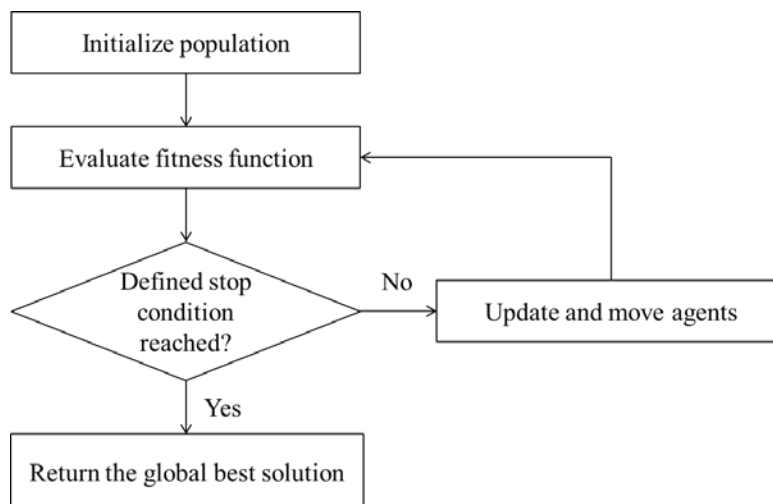 Initialize population
Evaluate fitness function
Defined stop
condition
reached?
No
Update and move agents
Yes
Return the global best solution